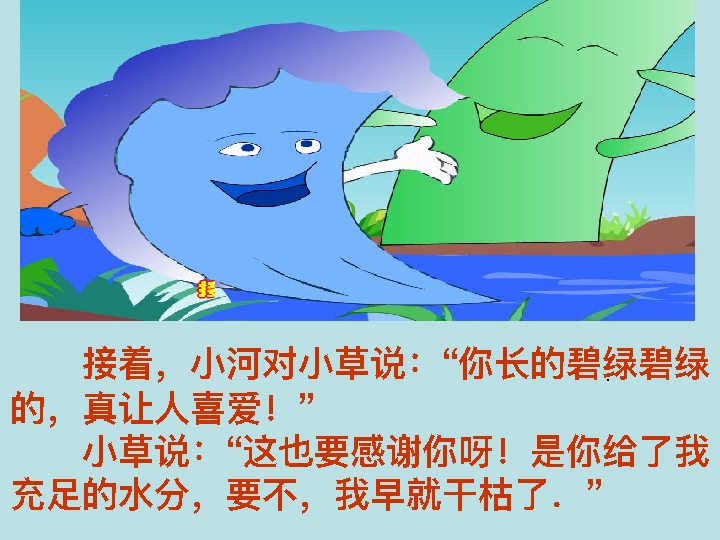 接着，小河对小草说：“你长的碧绿碧绿
的，真让人喜爱！”
小草说：“这也要感谢你呀！是你给了我
充足的水分，要不，我早就干枯了．”